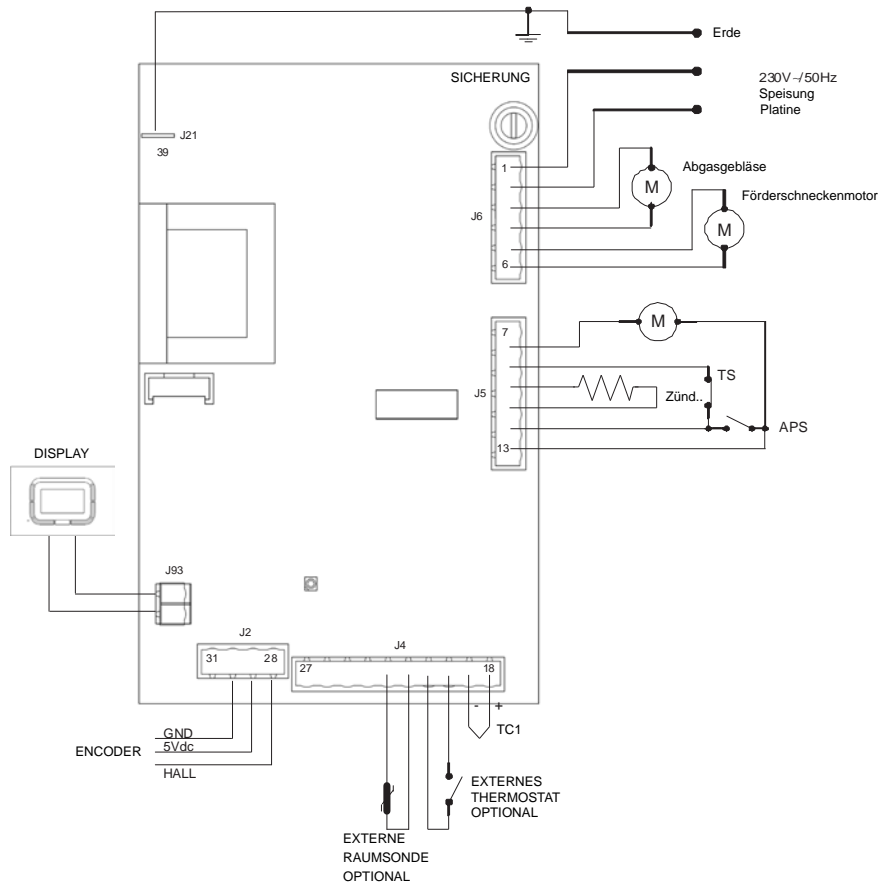 Erde
SICHERUNG
230V~/50Hz
Speisung
Platine
J21
39
1
Abgasgebläse
M
Förderschneckenmotor
J6
M
6
7
M
TS
J5
Zünd..
APS
13
DISPLAY
J93
J2
J4
31
28
27
18
- +
TC1
GND
ENCODER
5Vdc
HALL
EXTERNES
THERMOSTAT
OPTIONAL
EXTERNE
RAUMSONDE
OPTIONAL